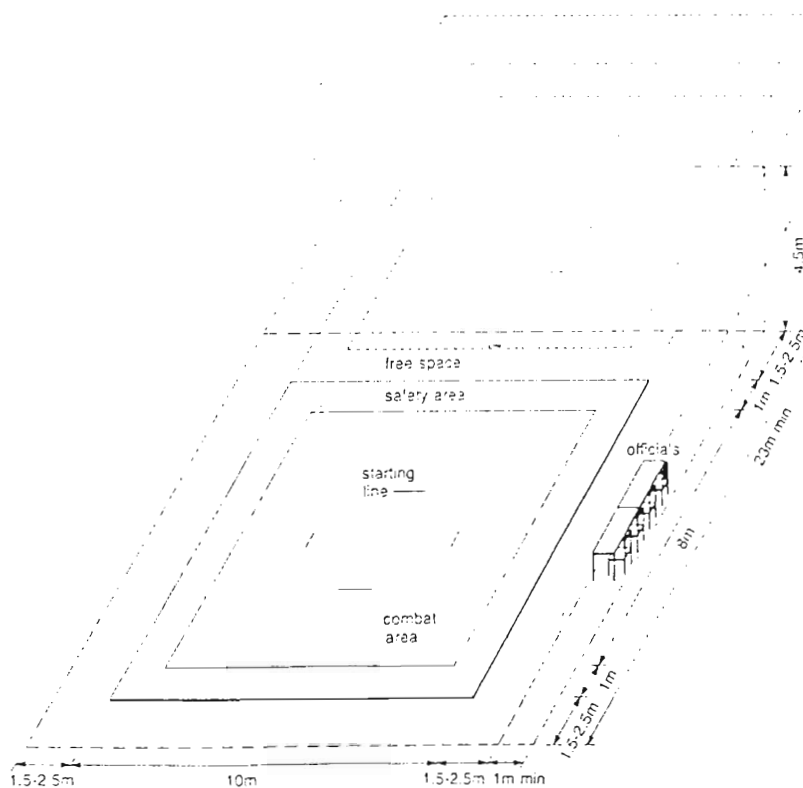 4.5m
1.5-2.5m
1m
23m min
free space
safety area
officia's
starting
line
8m
combat
area
1m
1.5-2.5m
1.5-2.5m
10m
1.5-2.5m
1m min